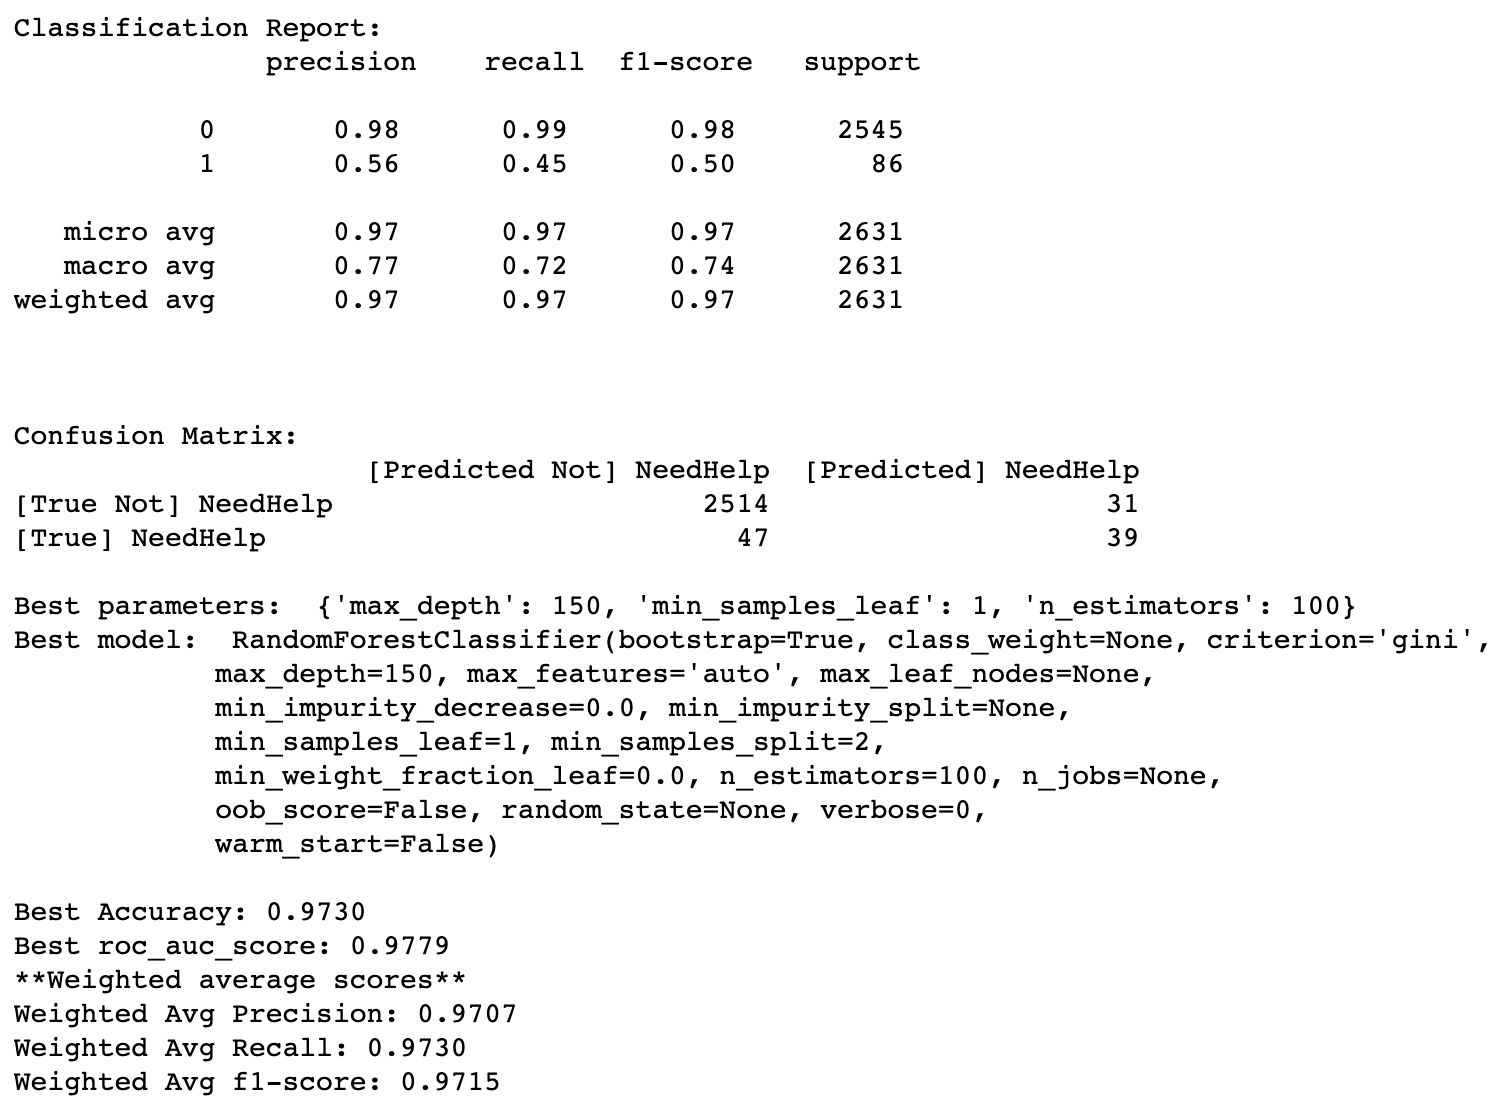 Classification Report:
              precision    recall  f1-score   support

           0       0.98      0.99      0.98      2545
           1       0.56      0.45      0.50        86

   micro avg       0.97      0.97      0.97      2631
   macro avg       0.77      0.72      0.74      2631
weighted avg       0.97      0.97      0.97      2631

Confusion Matrix:
                     [Predicted Not] NeedHelp  [Predicted] NeedHelp
[True Not] NeedHelp                      2514                    31
[True] NeedHelp                            47                    39

Best parameters:  {'max_depth': 150, 'min_samples_leaf': 1, 'n_estimators': 100}
Best model:  RandomForestClassifier(bootstrap=True, class_weight=None, criterion='gini',
            max_depth=150, max_features='auto', max_leaf_nodes=None,
            min_impurity_decrease=0.0, min_impurity_split=None,
            min_samples_leaf=1, min_samples_split=2,
            min_weight_fraction_leaf=0.0, n_estimators=100, n_jobs=None,
            oob_score=False, random_state=None, verbose=0,
            warm_start=False)

Best Accuracy: 0.9730
Best roc_auc_score: 0.9779
**Weighted average scores**
Weighted Avg Precision: 0.9707
Weighted Avg Recall: 0.9730
Weighted Avg f1-score: 0.9715